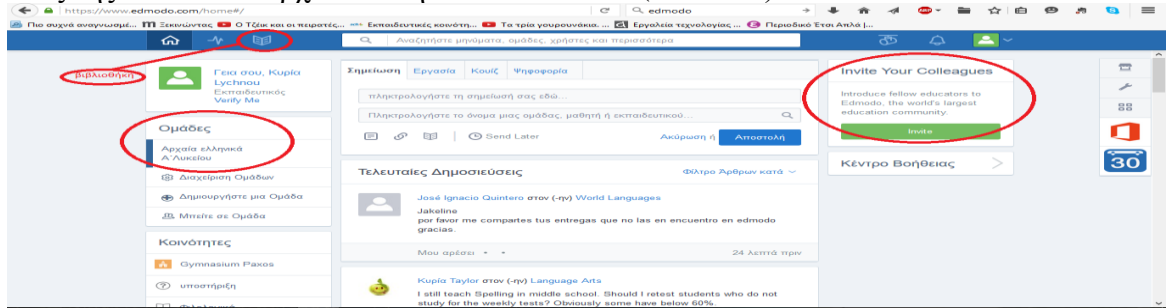 https://www.edmodo.com/home#/
edmodo
Πιο συχνά αναγνωσμέ...
Ξεκινώντας
Ο Τζεικ και οι πειρατές...
Εκπαιδευτικές κοινότη...
Τα τρία γουρουνάκια. ...
Εργαλεία τεχνολογίας, ...
Περιοδικό Έτσι Απλά |...
Αναζητήστε μηνύματα, ομάδες, χρήστες και περισσότερα
βιβλιοθήκη
Γεια σου, Κυρία
Lychnou
Εκπαιδευτικός
Verify Me
Ομάδες
Αρχαία ελληνικά
Α΄Λυκείου
Διαχείριση Ομάδων
Δημιουργήστε μια Ομάδα
Μπείτε σε Ομάδα
Κοινότητες
Gymnasium Paxos
υποστήριξη
Σημείωση Εργασία Κουίζ Ψηφοφορία
πληκτρολογήστε τη σημείωσή σας εδώ...
Πληκτρολογήστε το όνομα μιας ομάδας, μαθητή ή εκπαιδευτικού...
Send Later
Ακύρωση ή Αποστολή
Τελευταίες Δημοσιεύσεις
Φίλτρο Άρθρων κατά
José Ignacio Quintero στον (-ην) World Languages
Jakeline
por favor me compartes tus entregas que no las en encuentro en edmodo
gracias.
Μου αρέσει • •
24 λεπτά πριν
Κυρία Taylor στον (-ην) Language Arts
I still teach Spelling in middle school. Should I retest students who do not
study for the weekly tests? Obviously some have below 60%.
Invite Your Colleagues
Introduce fellow educators to
Edmodo, the world's largest
education community.
Invite
Κέντρο Βοήθειας
30